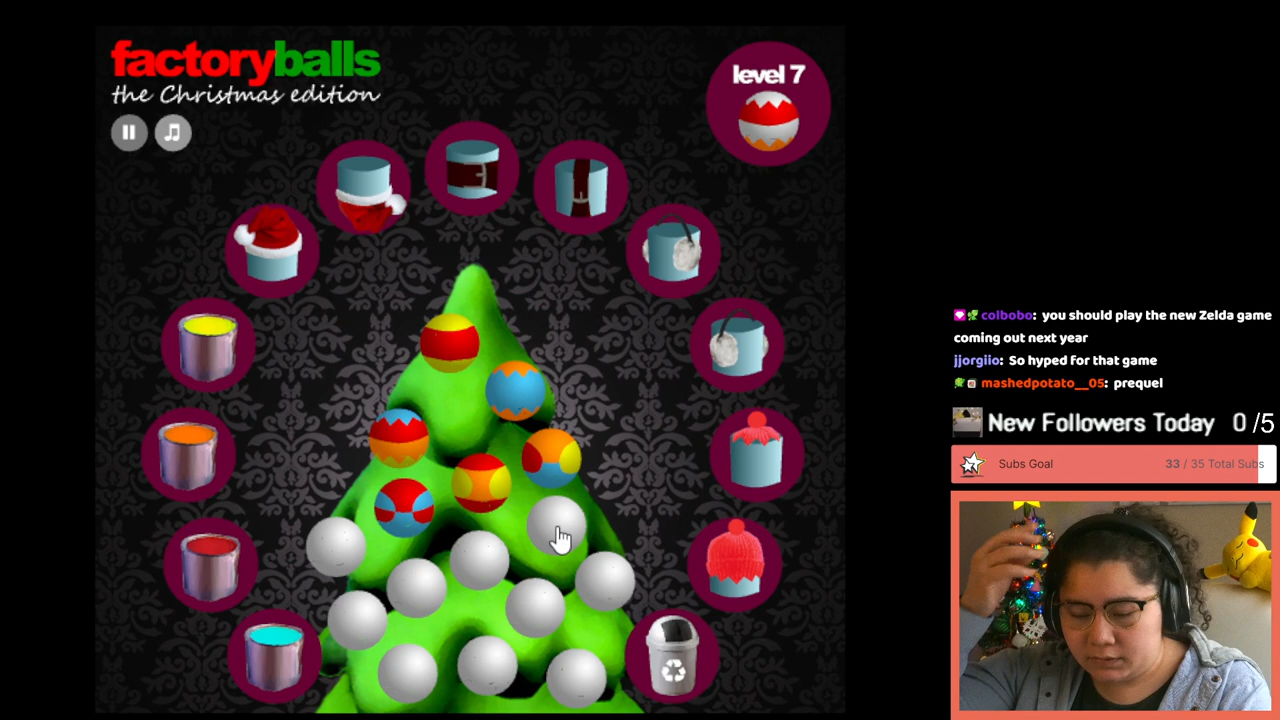 factoryballs
the Christmas edition
level 7
colbobo: you should play the new Zelda game
coming out next year
jjorgiio: So hyped for that game
mashedpotato__05: prequel
New Followers Today 0 /5
Subs Goal 33 / 35 Total Subs